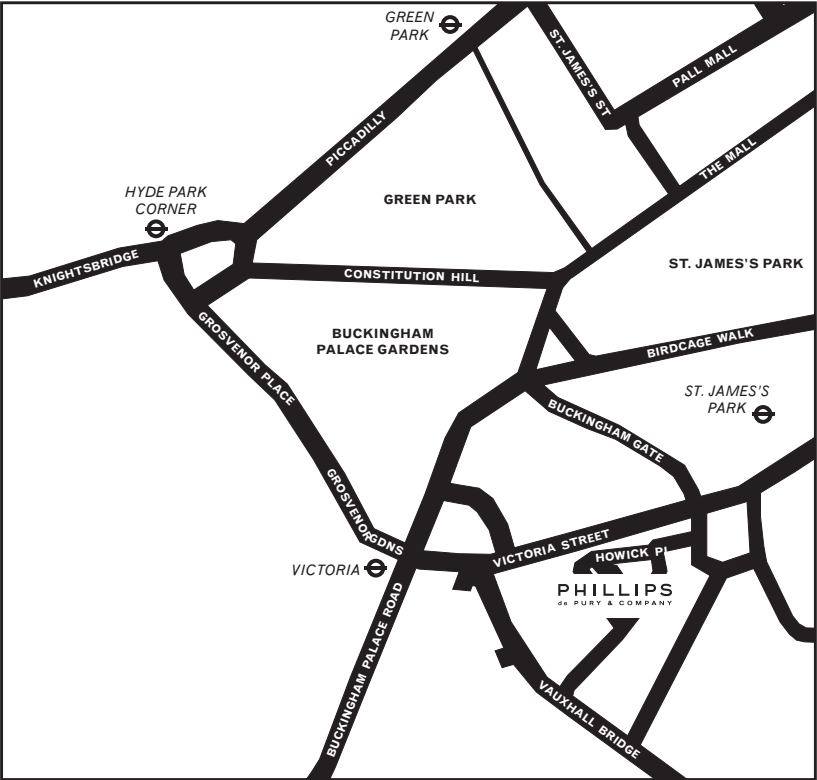 GREEN
PARK
ST. JAMES'S ST
PALL MALL
PICCADILLY
THE MALL
HYDE PARK
CORNER
GREEN PARK
KNIGHTSBRIDGE
CONSTITUTION HILL
ST. JAMES'S PARK
BUCKINGHAM
PALACE GARDENS
GROSVENOR PLACE
BIRDCAGE WALK
ST. JAMES'S
PARK
BUCKINGHAM GATE
GROSVENOR
GDNS
VICTORIA STREET
HOWICK PL
VICTORIA
PHILLIPS
de PURY & COMPANY
BUCKINGHAM PALACE ROAD
VAUXHALL BRIDGE